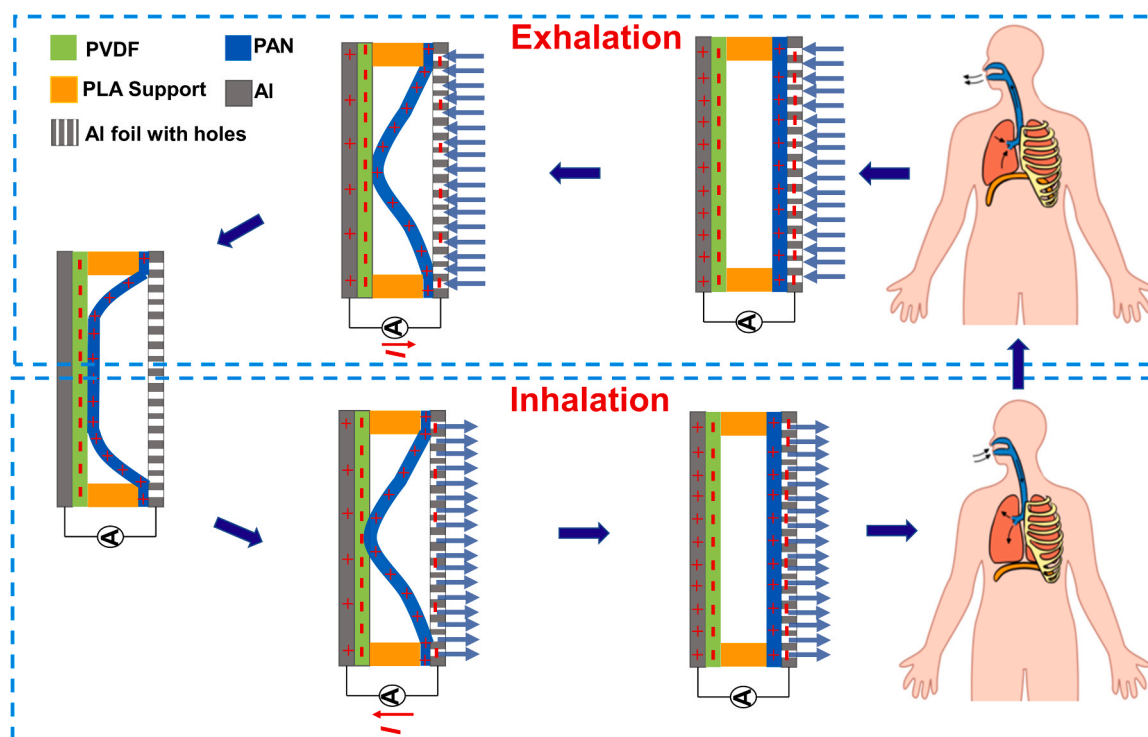 Exhalation
PVDF
PAN
PLA Support
Al
Al foil with holes
A
I
A
A
Inhalation
A
I
A